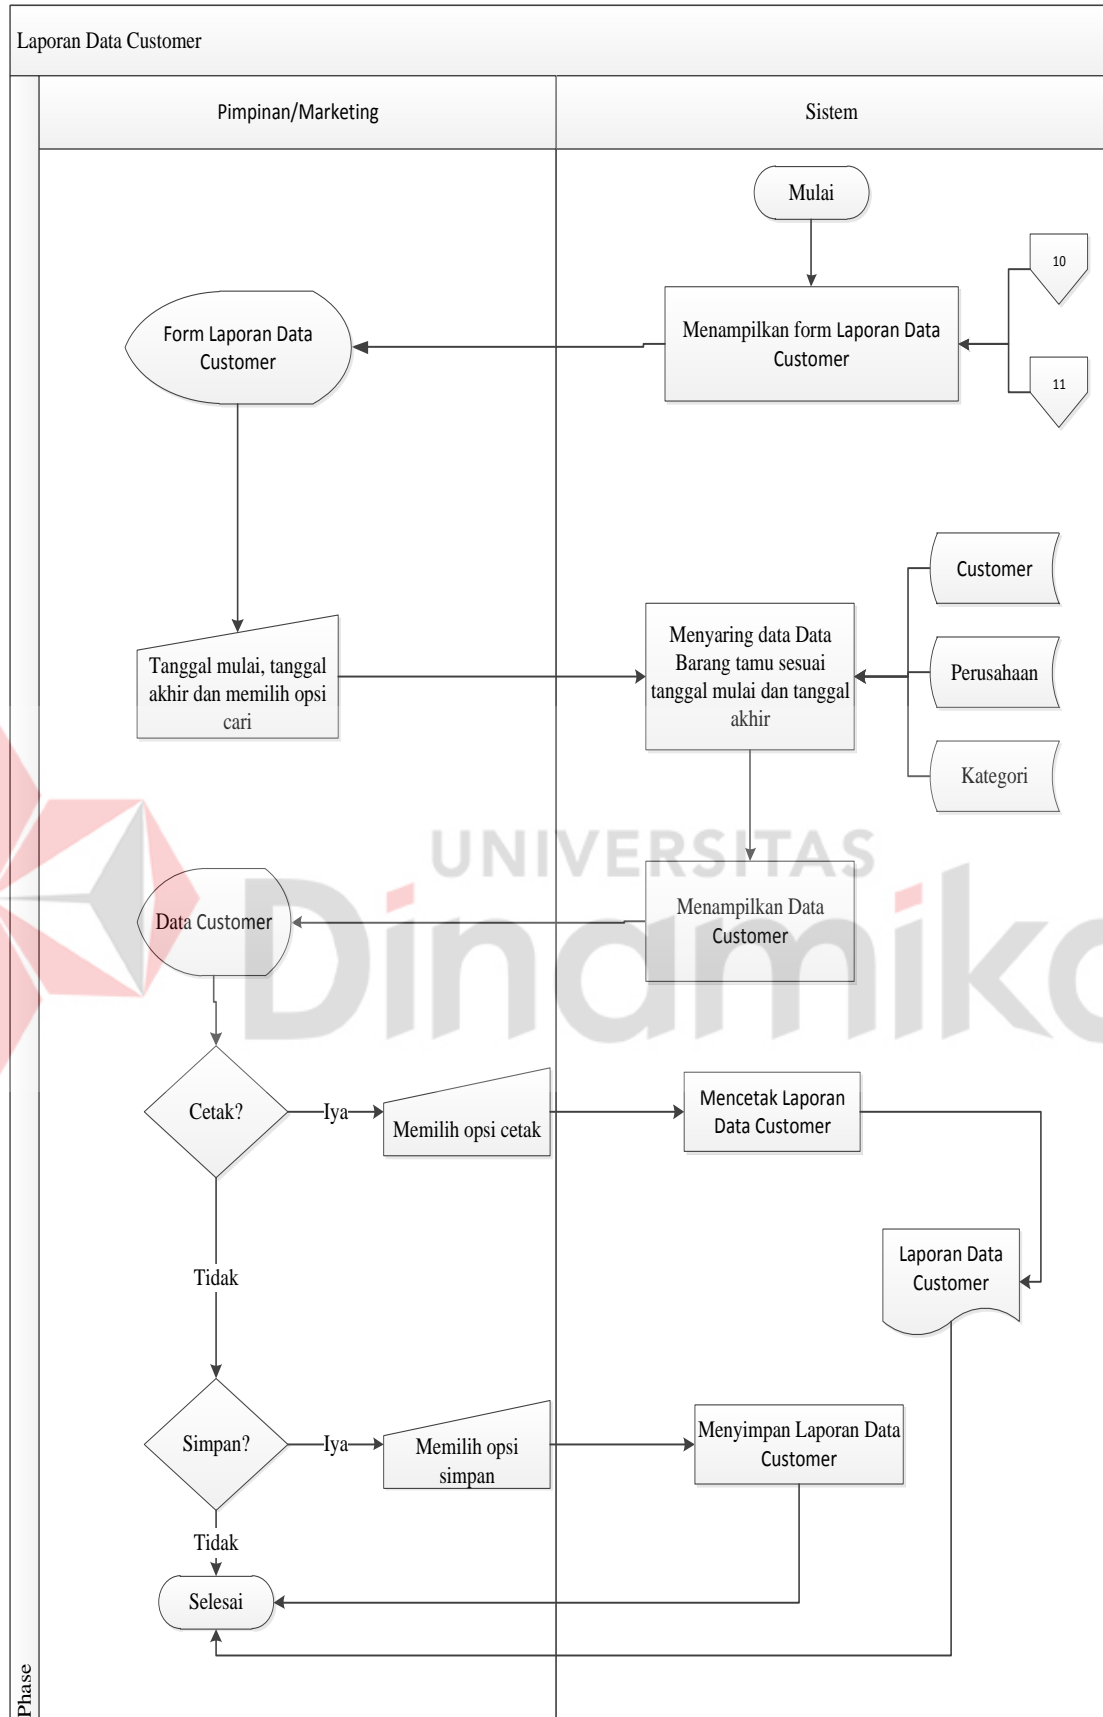 Laporan Data Customer
Pimpinan/Marketing
Sistem
Mulai
10
Form Laporan Data
Customer
Menampilkan form Laporan Data
Customer
11
Customer
Tanggal mulai, tanggal
akhir dan memilih opsi
cari
Menyaring data Data
Barang tamu sesuai
tanggal mulai dan tanggal
akhir
Perusahaan
Kategori
UNIVERSITAS
Dinamika
Data Customer
Menampilkan Data
Customer
Cetak?
Iya
Memilih opsi cetak
Mencetak Laporan
Data Customer
Tidak
Laporan Data
Customer
Simpan?
Iya
Memilih opsi
simpan
Menyimpan Laporan Data
Customer
Tidak
Selesai
Phase